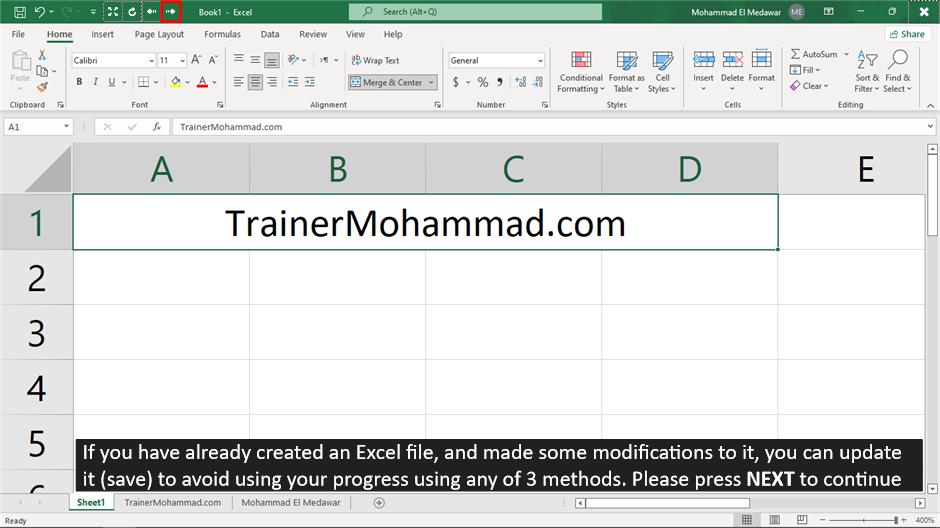 Book1 - Excel
Search (Alt+Q)
Mohammad El Medawar ME
File Home Insert Page Layout Formulas Data Review View Help Share
Paste
Calibri 11
B I U
Wrap Text
Merge & Center
General
$ %
Conditional Formatting
Format as Table
Cell Styles
Insert Delete Format
AutoSum
Fill
Clear
Sort & Filter
Find & Select
Clipboard Font Alignment Number Styles Cells Editing
A1 fx TrainerMohammad.com
A B C D E
1 TrainerMohammad.com
2
3
4
5
If you have already created an Excel file, and made some modifications to it, you can update
it (save) to avoid using your progress using any of 3 methods. Please press NEXT to continue
Sheet1 TrainerMohammad.com Mohammad El Medawar
Ready 400%